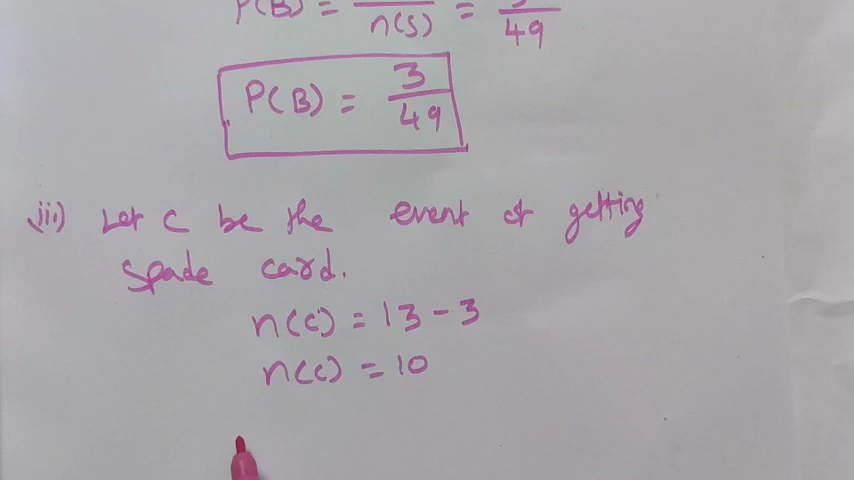 P(B) = n(S) = 49
P(B) = 3/49
iii) Let C be the event of getting
spade card.
n(C) = 13 - 3
n(C) = 10